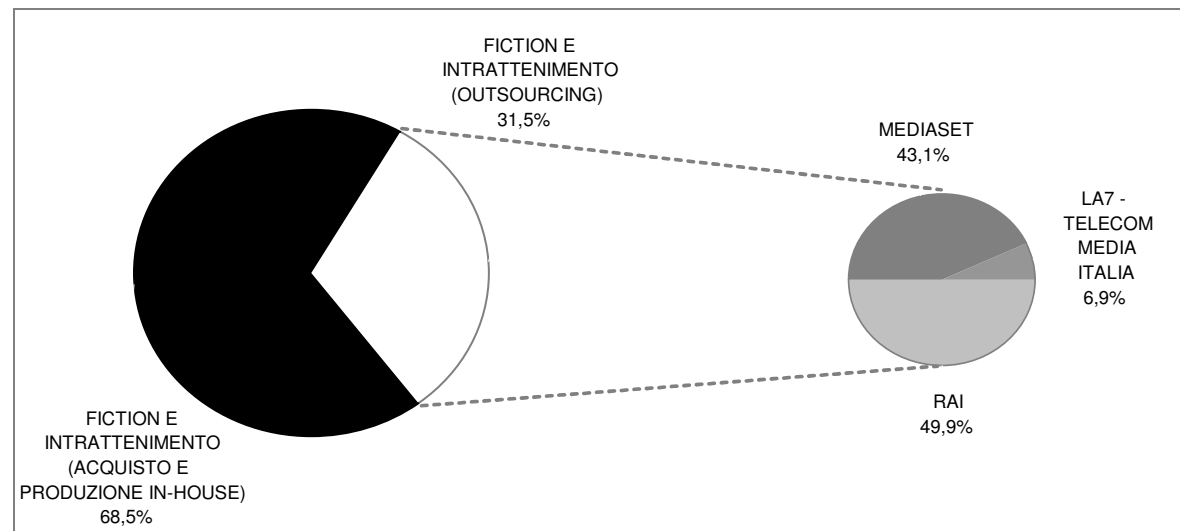 FICTION E
INTRATTENIMENTO
(OUTSOURCING)
31,5%
MEDIASET
43,1%
LA7 -
TELECOM
MEDIA
ITALIA
6,9%
RAI
49,9%
FICTION E
INTRATTENIMENTO
(ACQUISTO E
PRODUZIONE IN-HOUSE)
68,5%